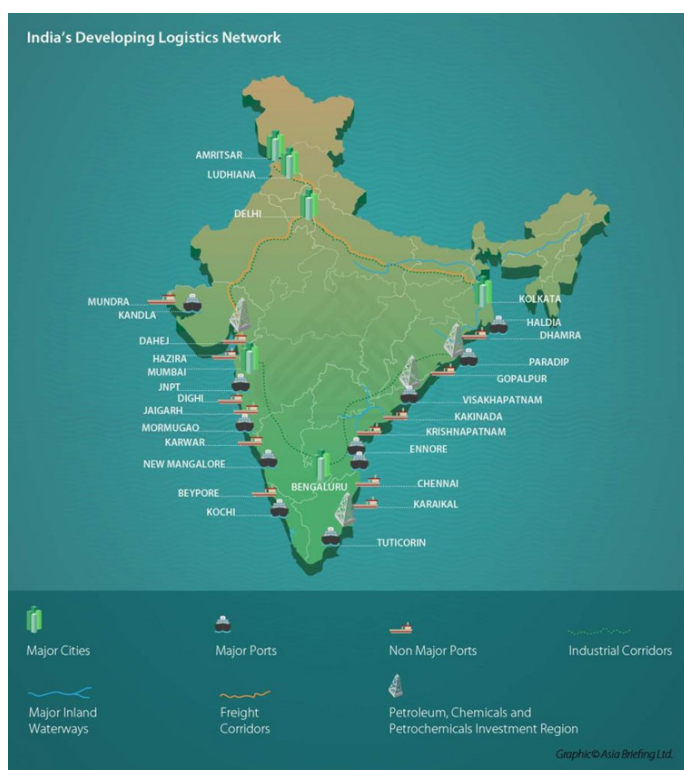 India's Developing Logistics Network
AMRITSAR
LUDHIANA
DELHI
MUNDRA
KANDLA
KOLKATA
HALDIA
DHAMRA
DAHEJ
HAZIRA
MUMBAI
JNPT
DIGHI
JAIGARH
MORMUGAO
KARWAR
NEW MANGALORE
BEYPORE
KOCHI
PARADIP
GOPALPUR
VISAKHAPATNAM
KAKINADA
KRISHNAPATNAM
ENNORE
BENGALURU
CHENNAI
KARAIKAL
TUTICORIN
Major Cities
Major Ports
Non Major Ports
Industrial Corridors
Major Inland
Waterways
Freight
Corridors
Petroleum, Chemicals and
Petrochemicals Investment Region
Graphic© Asia Briefing Ltd.